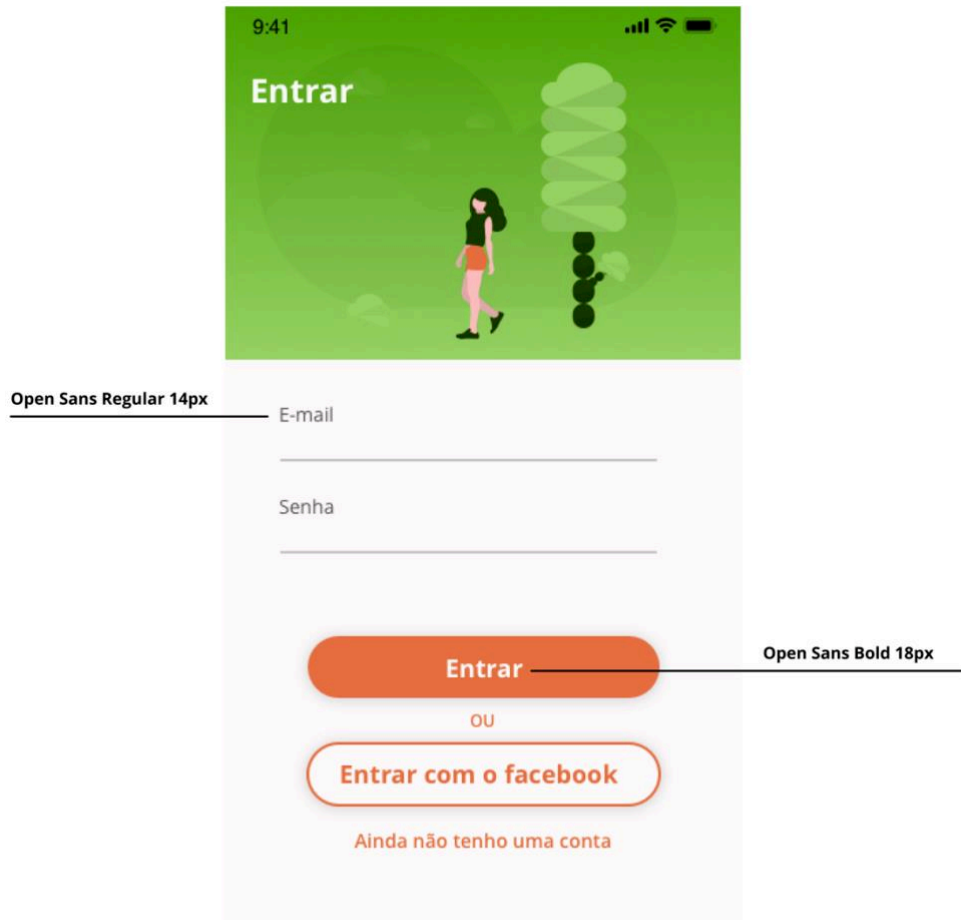 9:41
Entrar
Open Sans Regular 14px
E-mail
Senha
Entrar
Open Sans Bold 18px
OU
Entrar com o facebook
Ainda não tenho uma conta